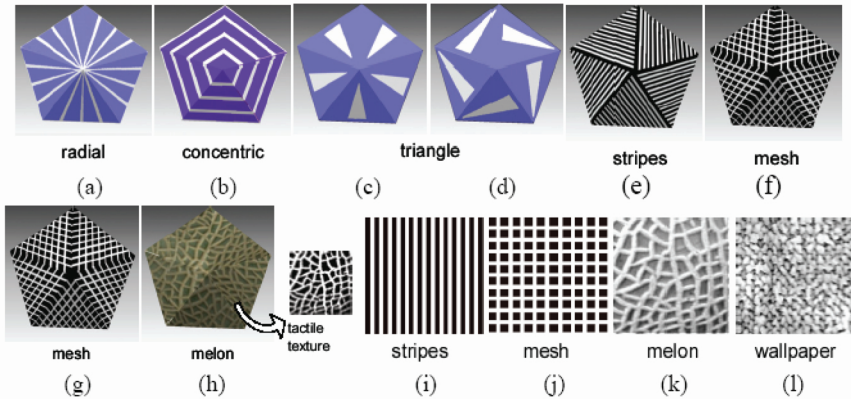 radial
concentric
triangle
stripes
mesh
(a)
(b)
(c)
(d)
(e)
(f)
mesh
melon
tactile
texture
stripes
mesh
melon
wallpaper
(g)
(h)
(i)
(j)
(k)
(l)